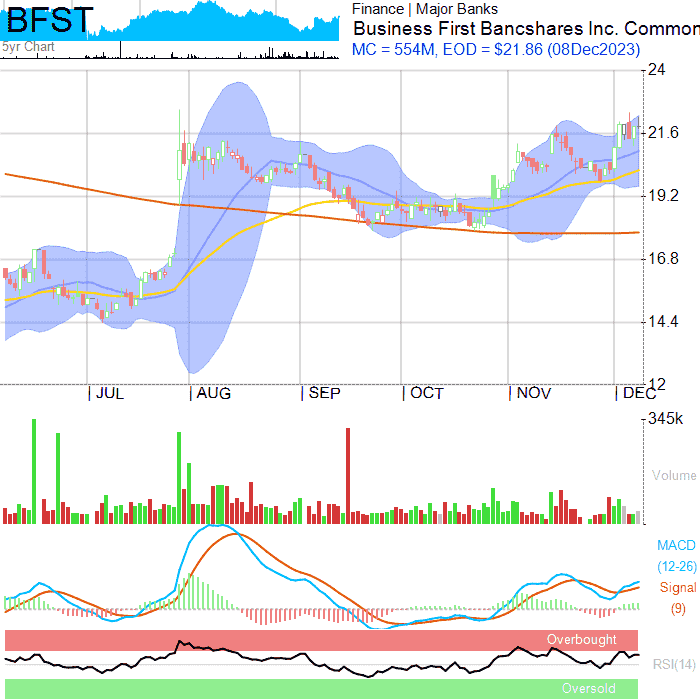 BFST
5yr Chart
Finance | Major Banks
Business First Bancshares Inc. Common
MC = 554M, EOD = $21.86 (08Dec2023)
24
21.6
19.2
16.8
14.4
12
JUL AUG SEP OCT NOV DEC
345k
Volume
MACD
(12-26)
Signal
(9)
Overbought
RSI(14)
Oversold